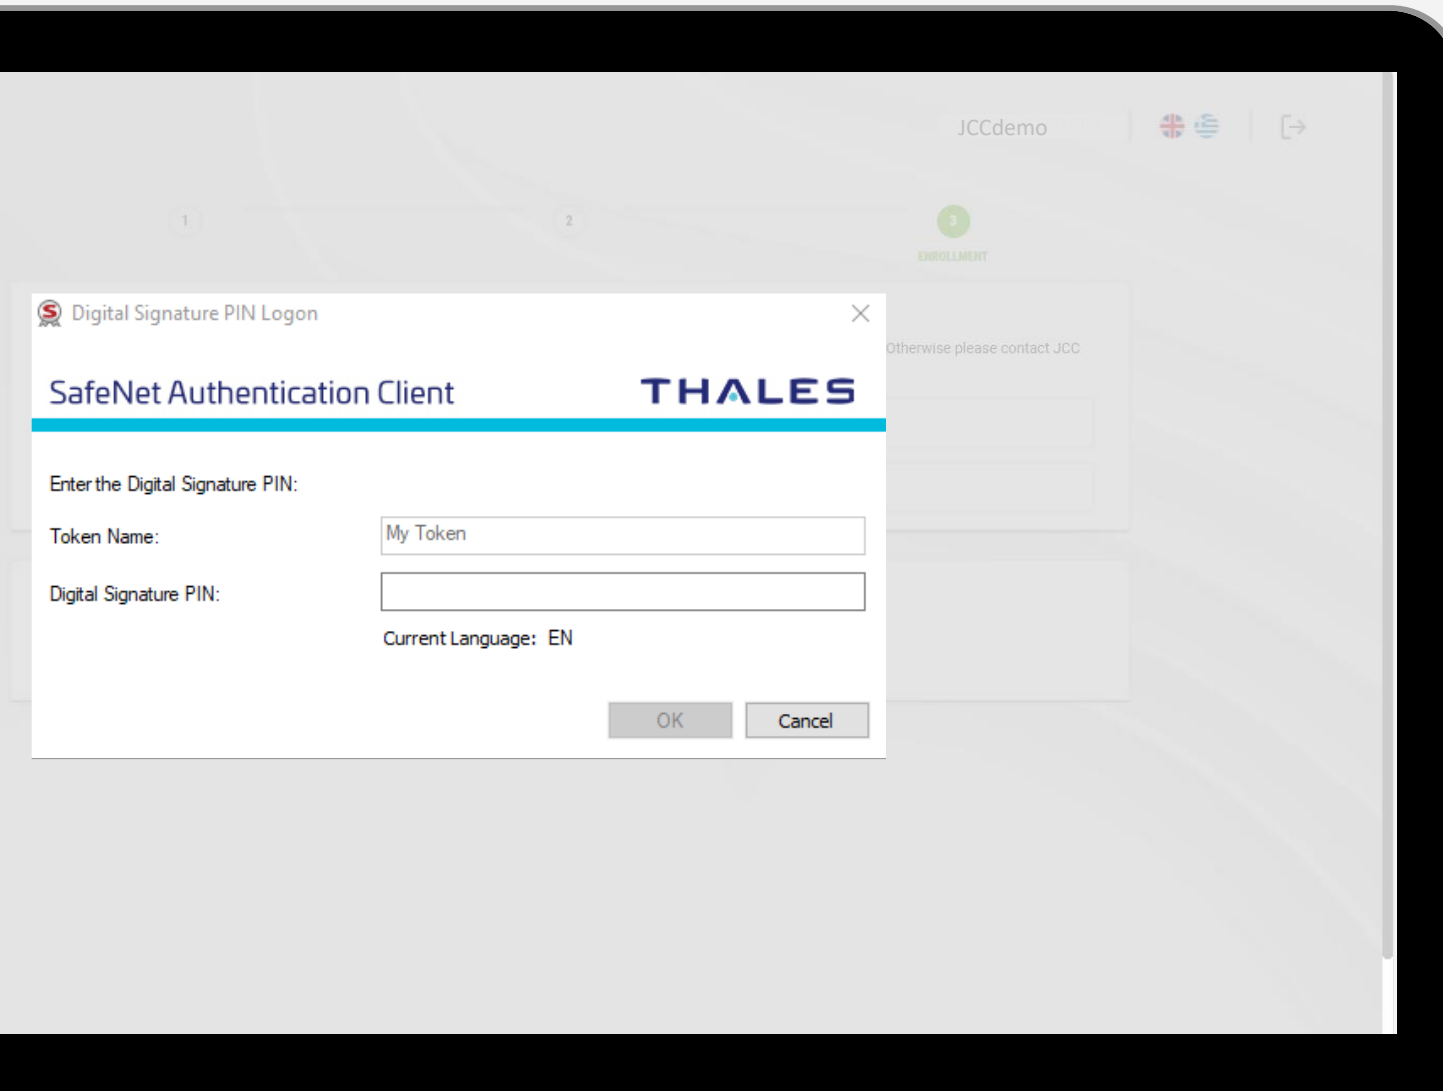 JCCdemo
1
2
3
ENROLLMENT
Digital Signature PIN Logon
Otherwise please contact JCC
SafeNet Authentication Client
THALES
Enter the Digital Signature PIN:
Token Name:
My Token
Digital Signature PIN:
Current Language: EN
OK
Cancel